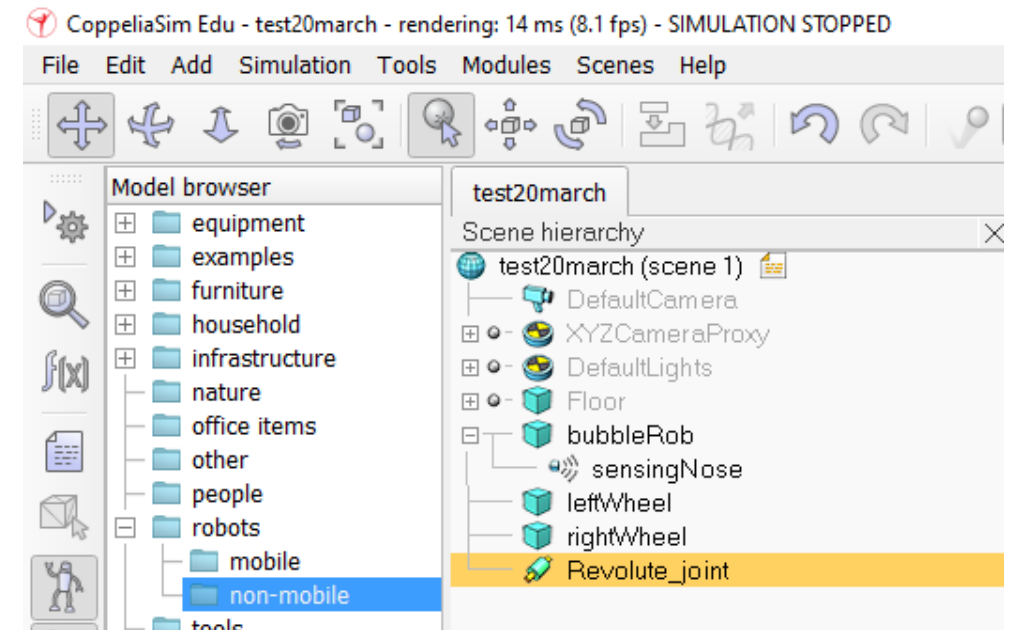 CoppeliaSim Edu - test20march - rendering: 14 ms (8.1 fps) - SIMULATION STOPPED
File Edit Add Simulation Tools Modules Scenes Help
Model browser
equipment
examples
furniture
household
infrastructure
nature
office items
other
people
robots
mobile
non-mobile
tools
f(x)
test20march
Scene hierarchy
test20march (scene 1)
DefaultCamera
XYZCameraProxy
DefaultLights
Floor
bubbleRob
sensingNose
leftWheel
rightWheel
Revolute_joint